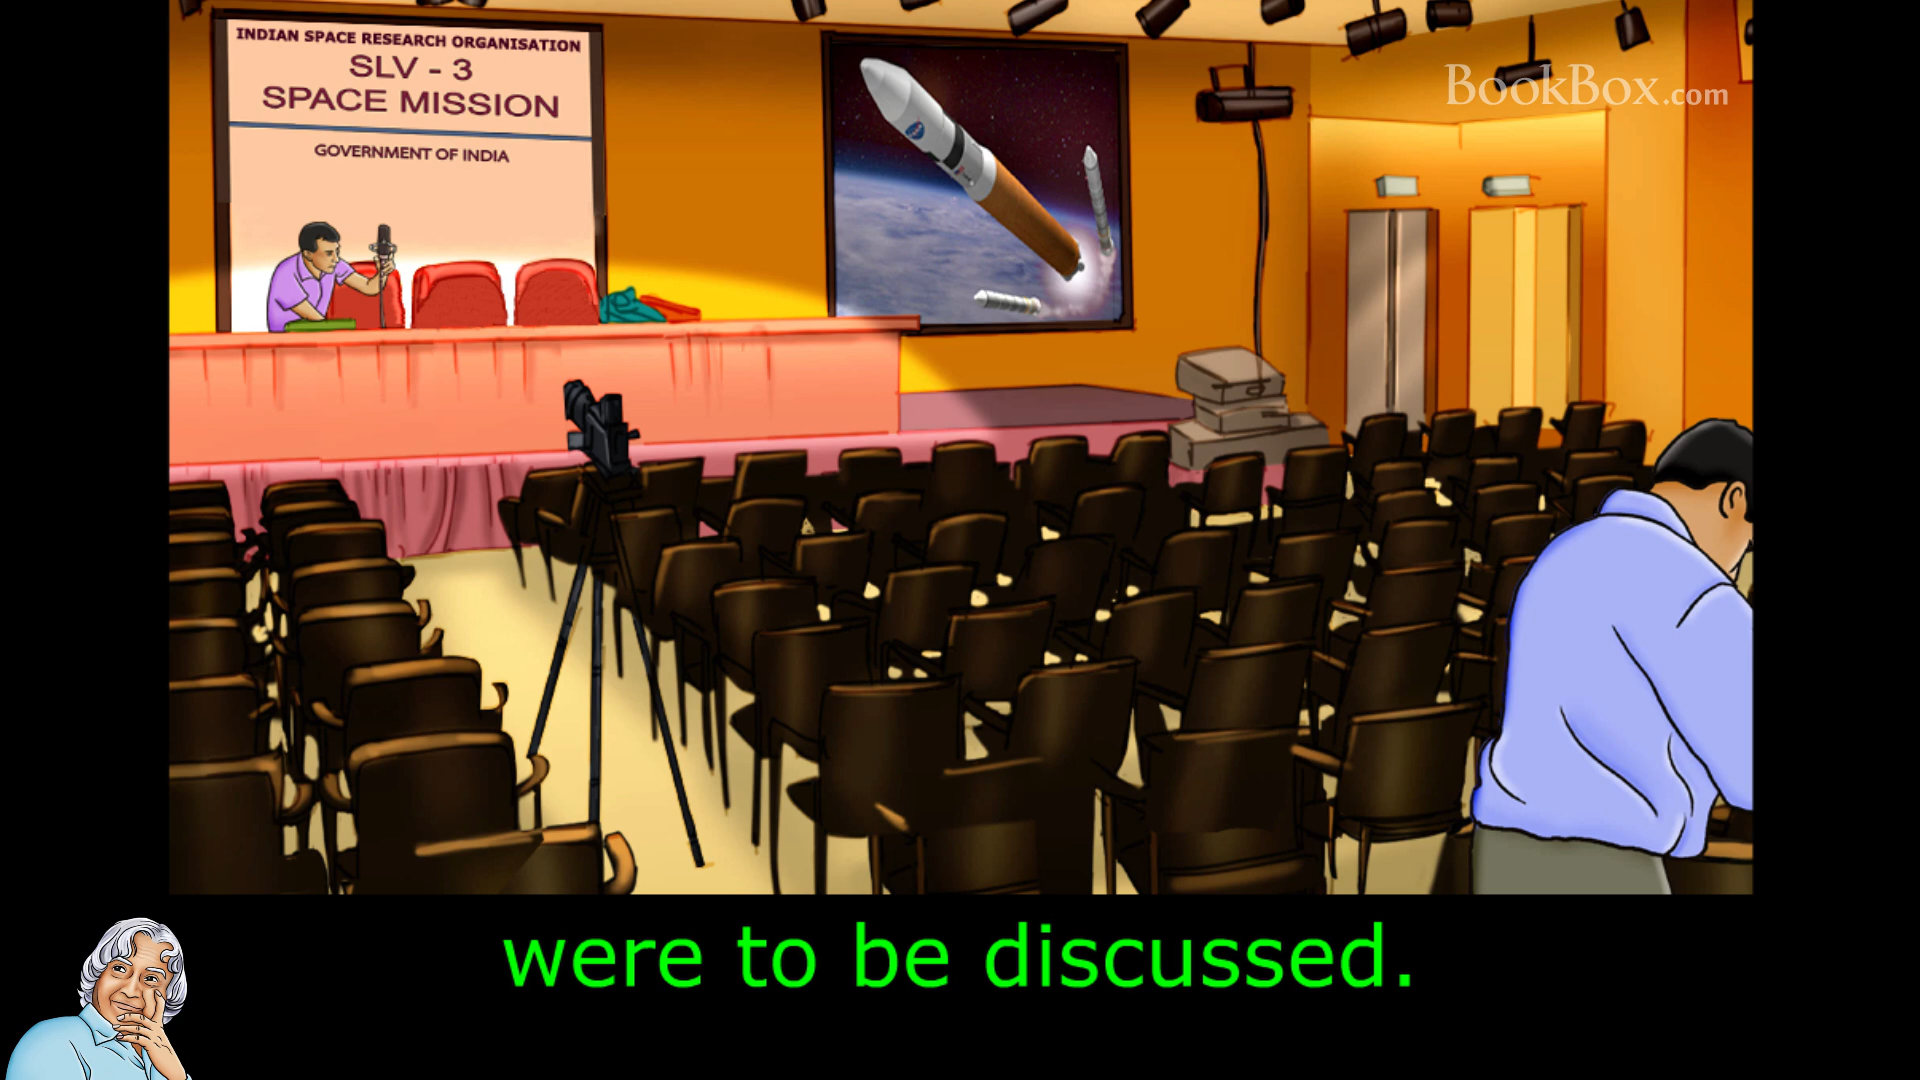 INDIAN SPACE RESEARCH ORGANISATION
SLV - 3
SPACE MISSION
GOVERNMENT OF INDIA
BookBox.com
were to be discussed.